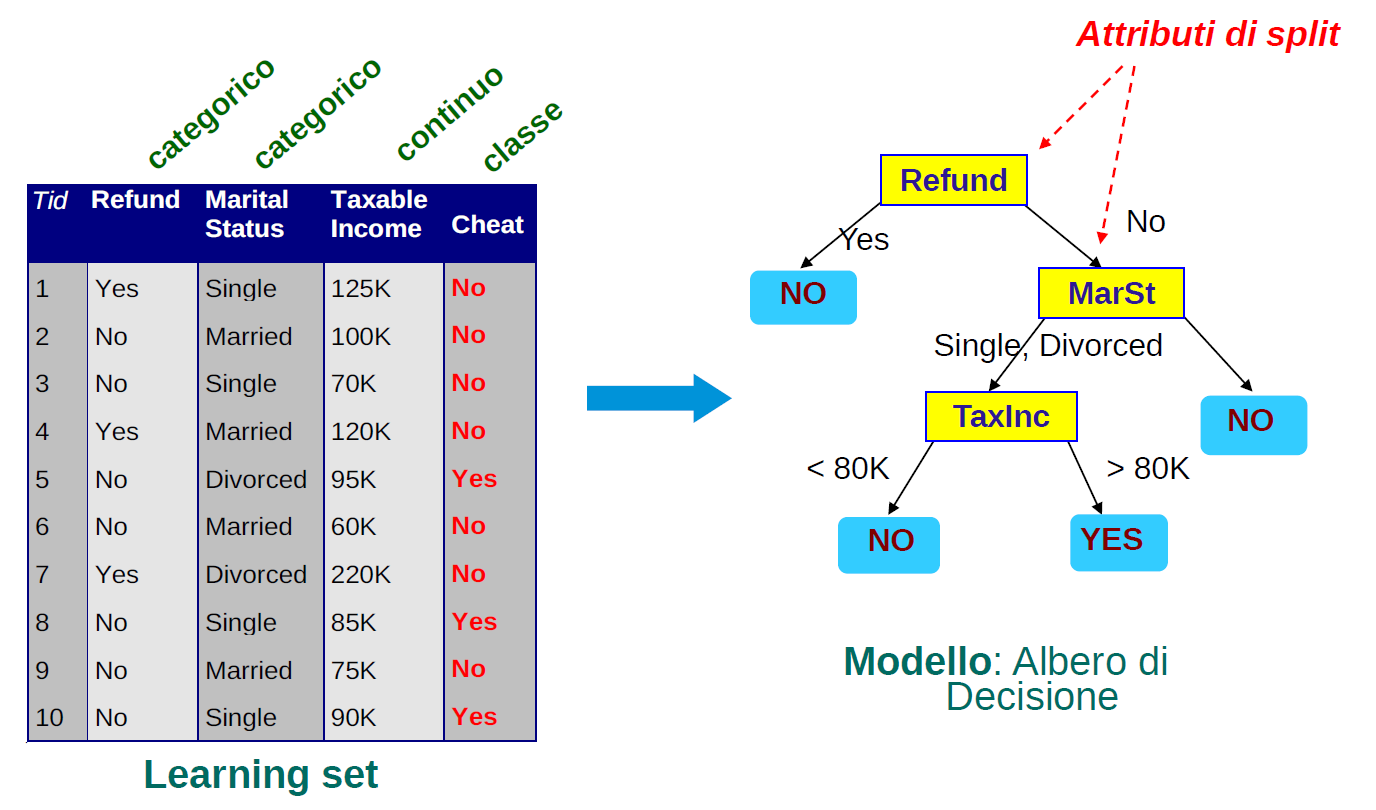 categorico
categorico
continuo
classe
Tid Refund Marital Status Taxable Income Cheat
1 Yes Single 125K No
2 No Married 100K No
3 No Single 70K No
4 Yes Married 120K No
5 No Divorced 95K Yes
6 No Married 60K No
7 Yes Divorced 220K No
8 No Single 85K Yes
9 No Married 75K No
10 No Single 90K Yes
Learning set
Attributi di split
Refund
Yes
No
NO
MarSt
Single, Divorced
TaxInc
NO
< 80K
> 80K
NO
YES
Modello: Albero di
Decisione